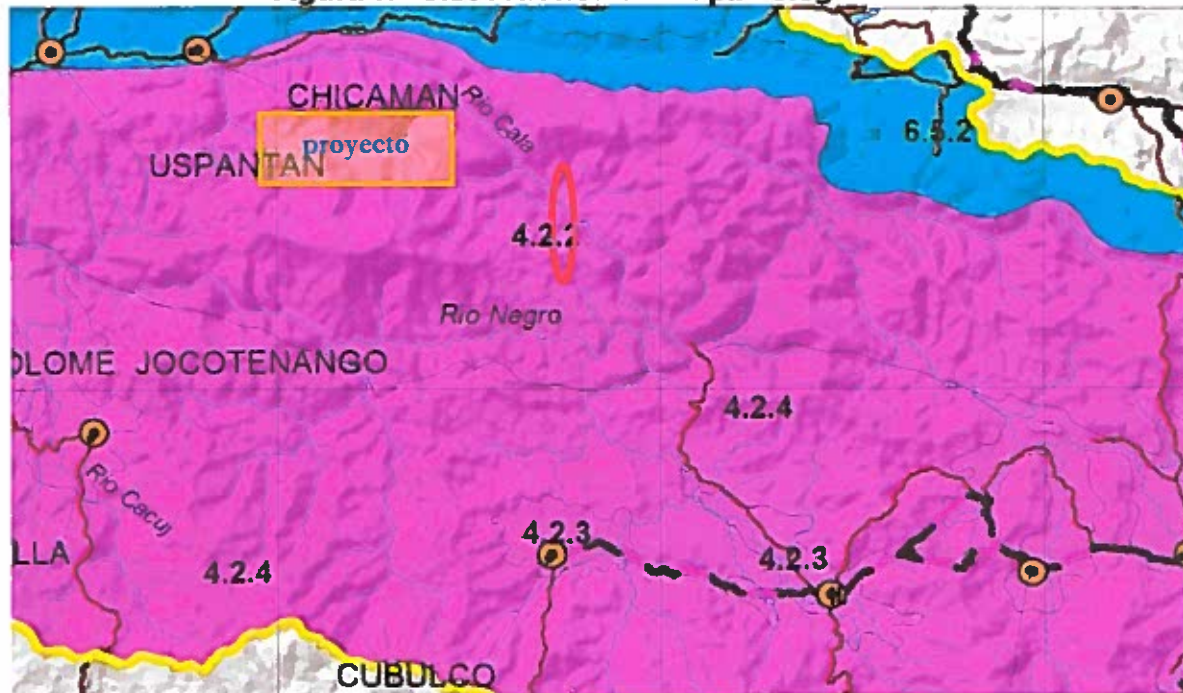 CHICAMAN
Rio Cala
6.5.2
proyecto
USPANTAN
4.2.2
Rio Negro
OLOME JOCOTENANGO
4.2.4
Rio Cacuj
4.2.3
4.2.3
LLA
4.2.4
CUBULCO